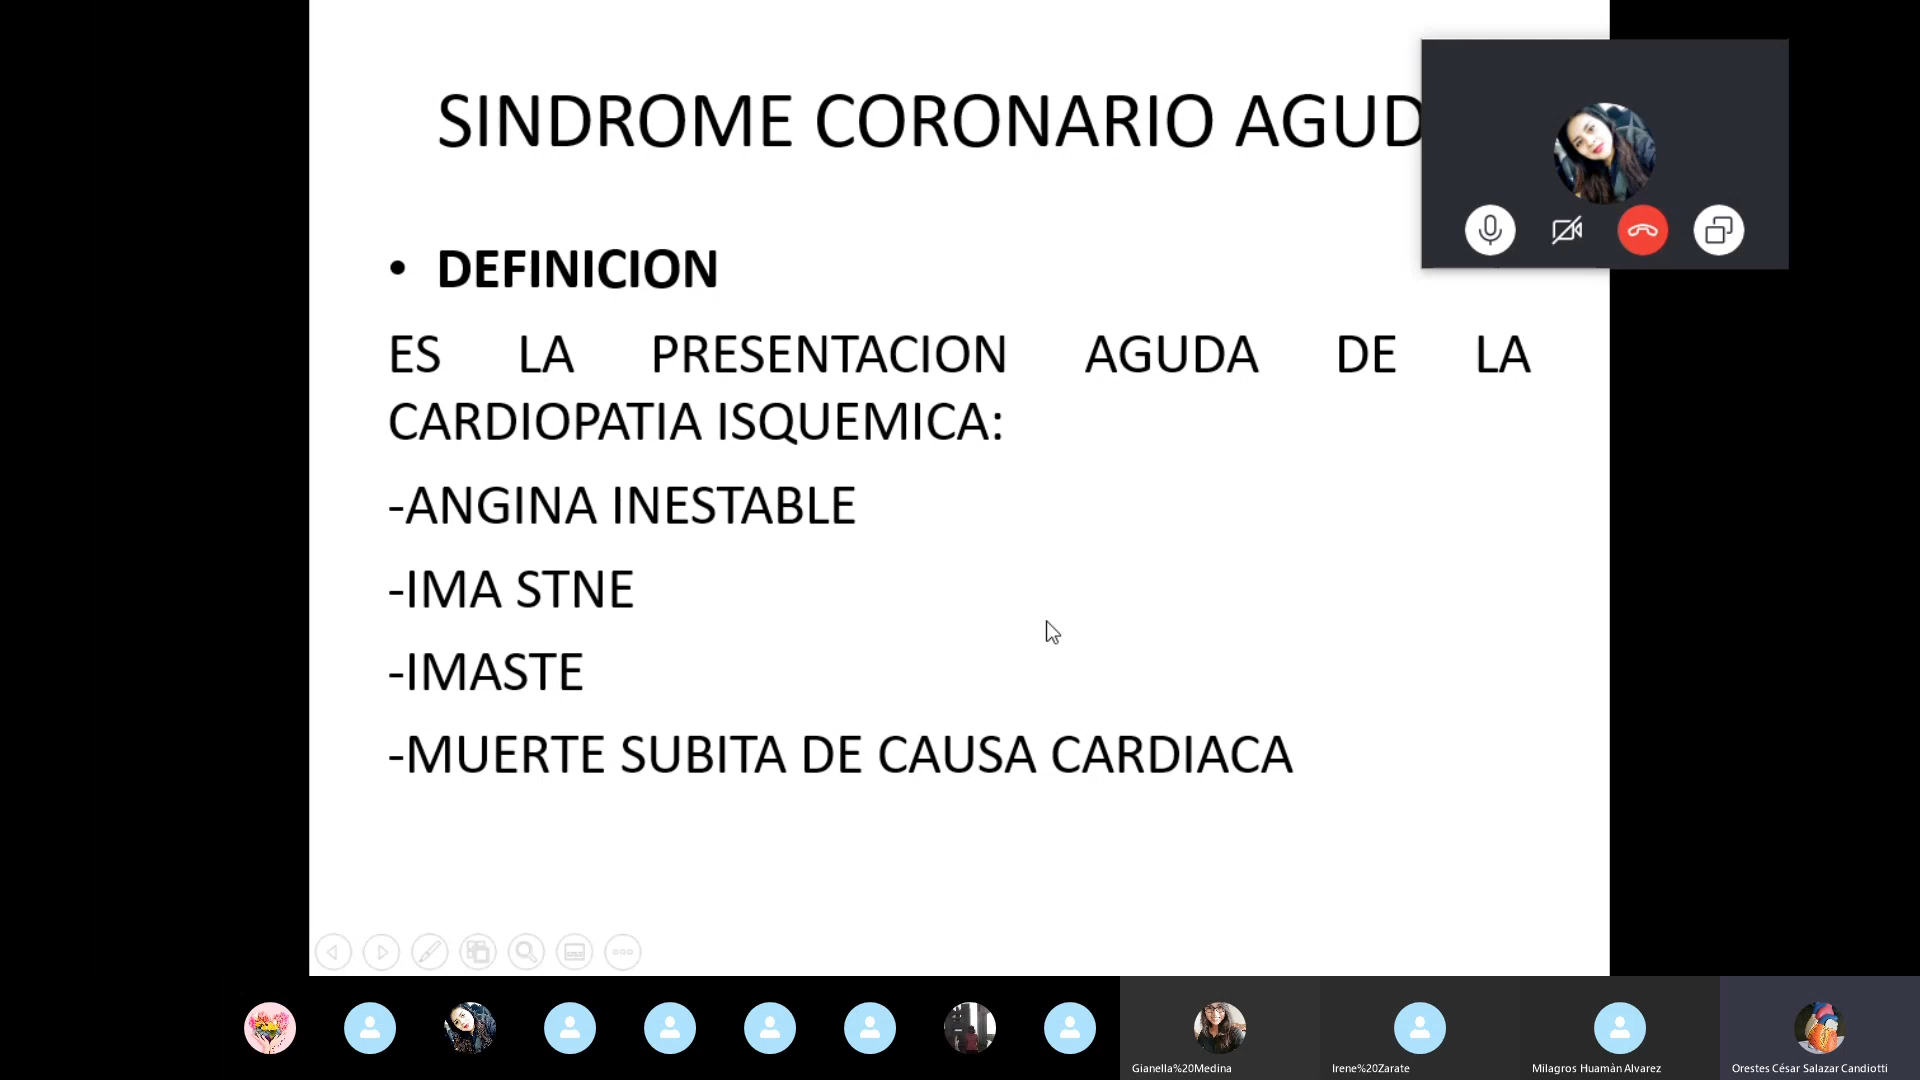 SINDROME CORONARIO AGUD
• DEFINICION
ES LA PRESENTACION AGUDA DE LA
CARDIOPATIA ISQUEMICA:
-ANGINA INESTABLE
-IMA STNE
-IMASTE
-MUERTE SUBITA DE CAUSA CARDIACA
Gianella%20Medina
Irene%20Zarate
Milagros Huamàn Alvarez
Orestes César Salazar Candiotti